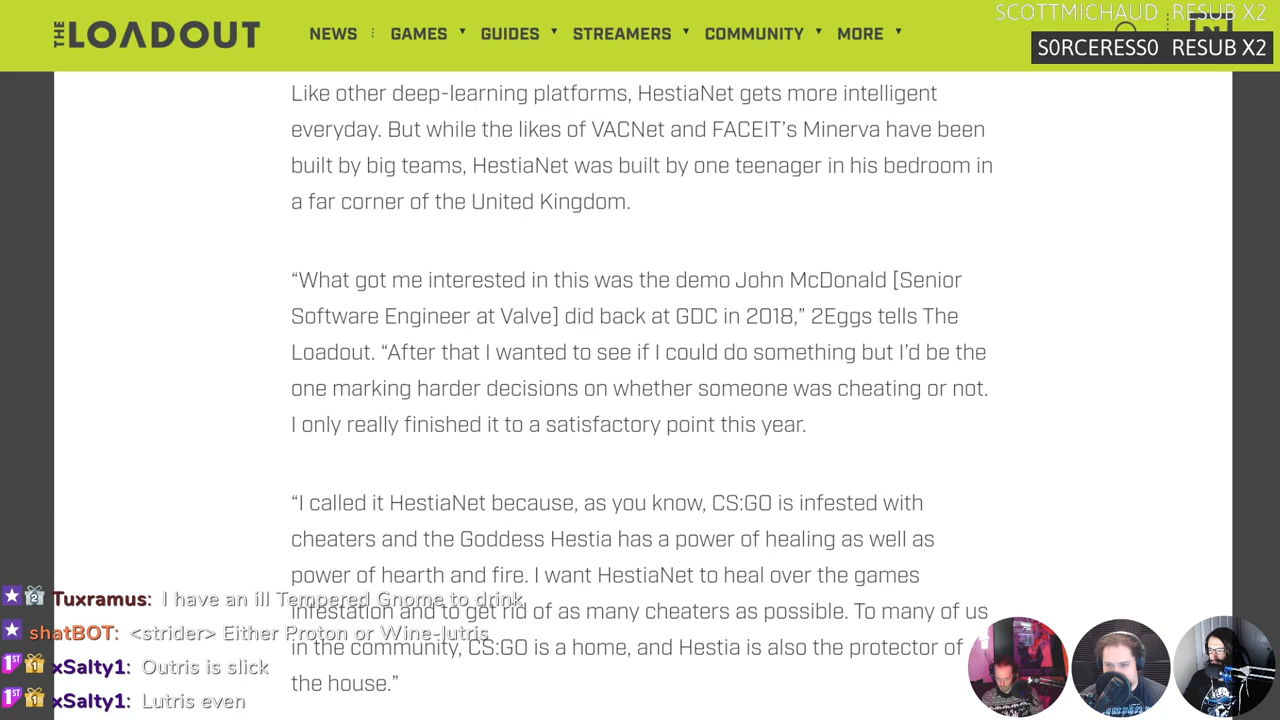 SCOTTMICHAUD RESUB X2
S0RCERESS0 RESUB X2
THE LOADOUT
NEWS GAMES GUIDES STREAMERS COMMUNITY MORE
Like other deep-learning platforms, HestiaNet gets more intelligent
everyday. But while the likes of VACNet and FACEIT’s Minerva have been
built by big teams, HestiaNet was built by one teenager in his bedroom in
a far corner of the United Kingdom.
“What got me interested in this was the demo John McDonald [Senior
Software Engineer at Valve] did back at GDC in 2018,” 2Eggs tells The
Loadout. “After that I wanted to see if I could do something but I’d be the
one marking harder decisions on whether someone was cheating or not.
I only really finished it to a satisfactory point this year.
“I called it HestiaNet because, as you know, CS:GO is infested with
cheaters and the Goddess Hestia has a power of healing as well as
power of hearth and fire. I want HestiaNet to heal over the games
infestation and to get rid of as many cheaters as possible. To many of us
in the community, CS:GO is a home, and Hestia is also the protector of
the house.”
Tuxramus: I have an ill Tempered Gnome to drink
shatBOT: <strider> Either Proton or Wine-lutris
1ST xSalty1: Outris is slick
1ST xSalty1: Lutris even